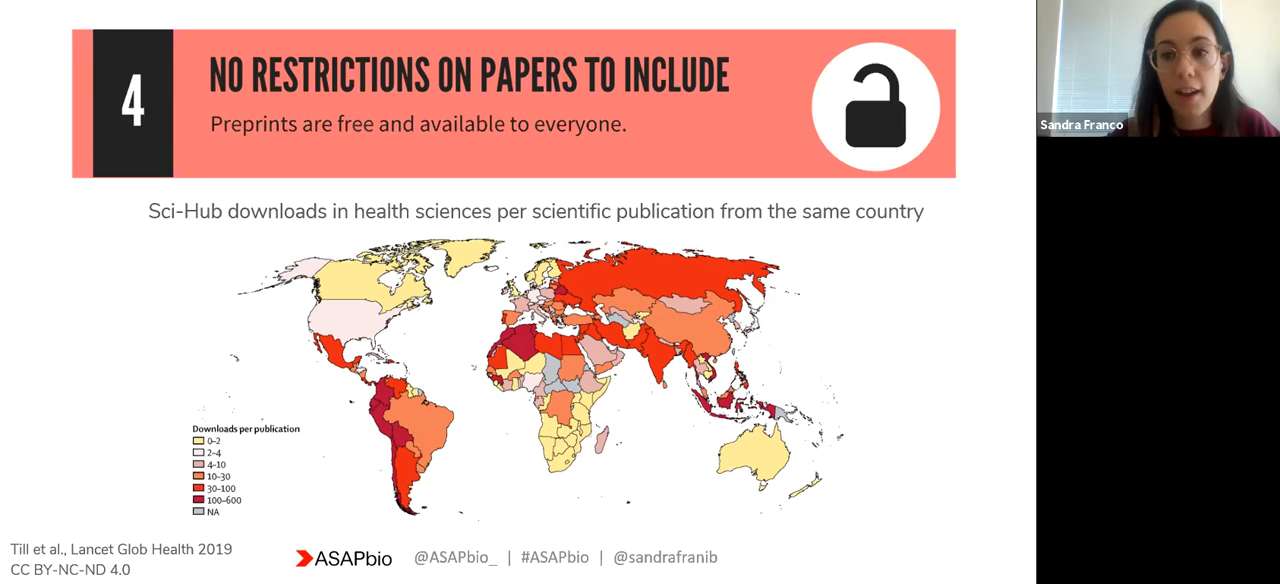 4
NO RESTRICTIONS ON PAPERS TO INCLUDE
Preprints are free and available to everyone.
Sandra Franco
Sci-Hub downloads in health sciences per scientific publication from the same country
Downloads per publication
0–2
2–4
4–10
10–30
30–100
100–600
NA
Till et al., Lancet Glob Health 2019
CC BY-NC-ND 4.0
ASAPbio
@ASAPbio_ | #ASAPbio | @sandrafranib